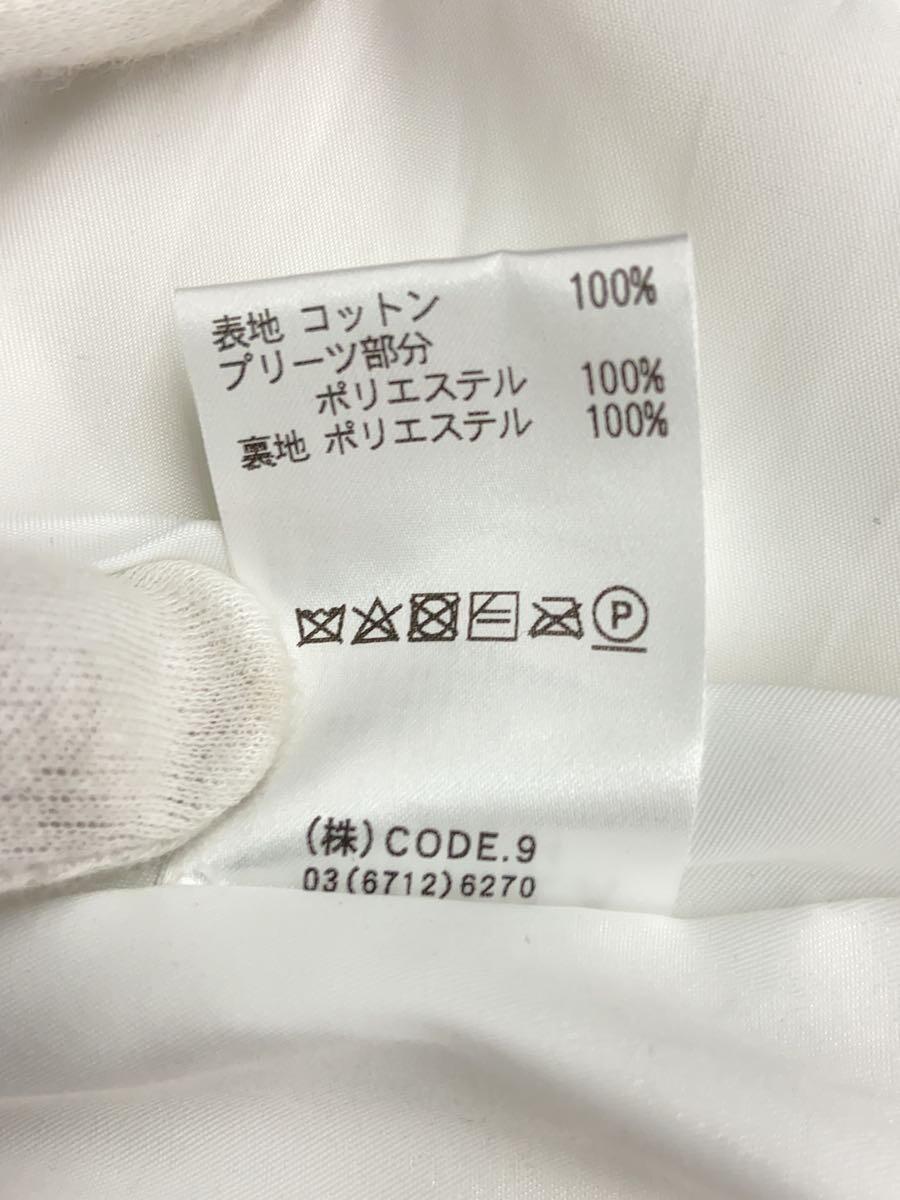 表地 コットン 100%
プリーツ部分
ポリエステル 100%
裏地 ポリエステル 100%
P
(株)CODE.9
03(6712)6270